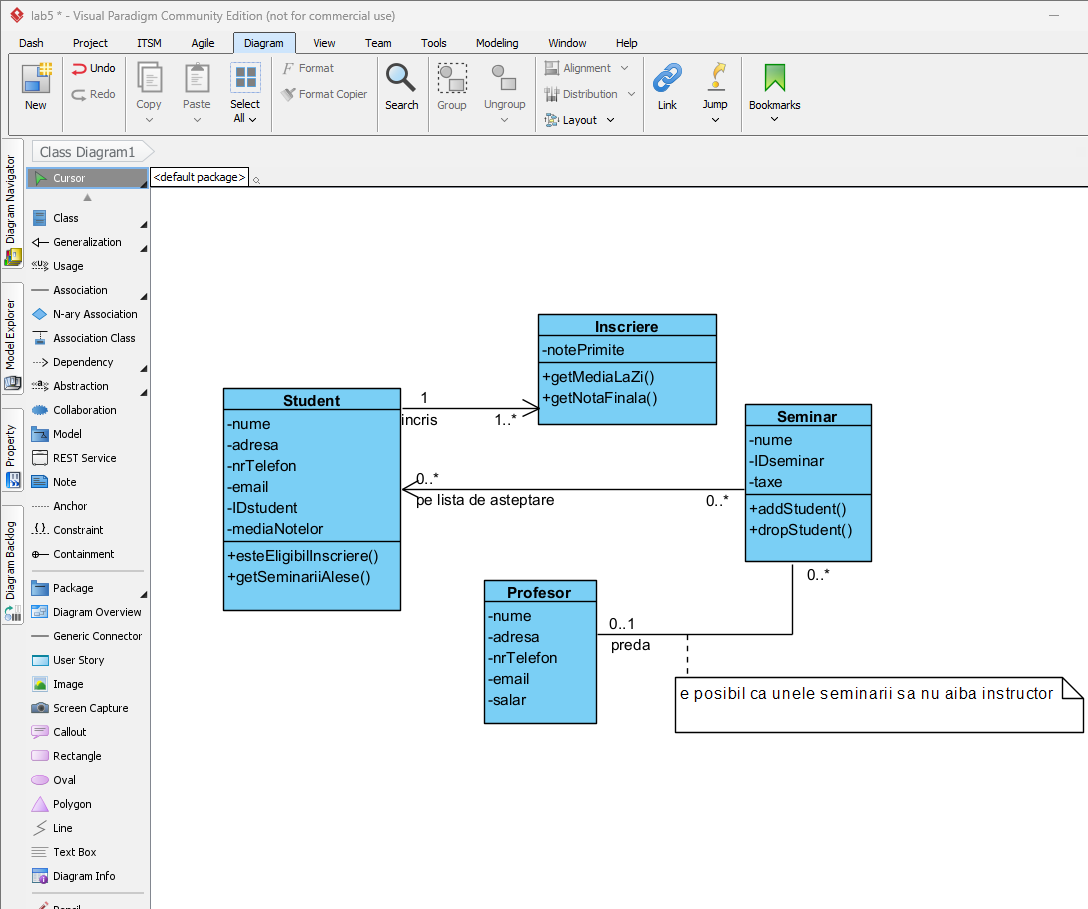 lab5 * - Visual Paradigm Community Edition (not for commercial use)
Dash Project ITSM Agile Diagram View Team Tools Modeling Window Help
New
Undo
Redo
Copy
Paste
Select
All
Format
Format Copier
Search
Group
Ungroup
Alignment
Distribution
Layout
Link
Jump
Bookmarks
Class Diagram1
Diagram Navigator
Model Explorer
Property
Diagram Backlog
Cursor
Class
Generalization
Usage
Association
N-ary Association
Association Class
Dependency
Abstraction
Collaboration
Model
REST Service
Note
Anchor
Constraint
Containment
Package
Diagram Overview
Generic Connector
User Story
Image
Screen Capture
Callout
Rectangle
Oval
Polygon
Line
Text Box
Diagram Info
Pencil
<default package>
Inscriere
-notePrimite
+getMediaLaZi()
+getNotaFinala()
Student
-nume
-adresa
-nrTelefon
-email
-IDstudent
-mediaNotelor
+esteEligibilInscriere()
+getSeminariiAlese()
1
incris
1..*
Seminar
-nume
-IDseminar
-taxe
+addStudent()
+dropStudent()
0..*
pe lista de asteptare
0..*
0..*
Profesor
-nume
-adresa
-nrTelefon
-email
-salar
0..1
preda
e posibil ca unele seminarii sa nu aiba instructor